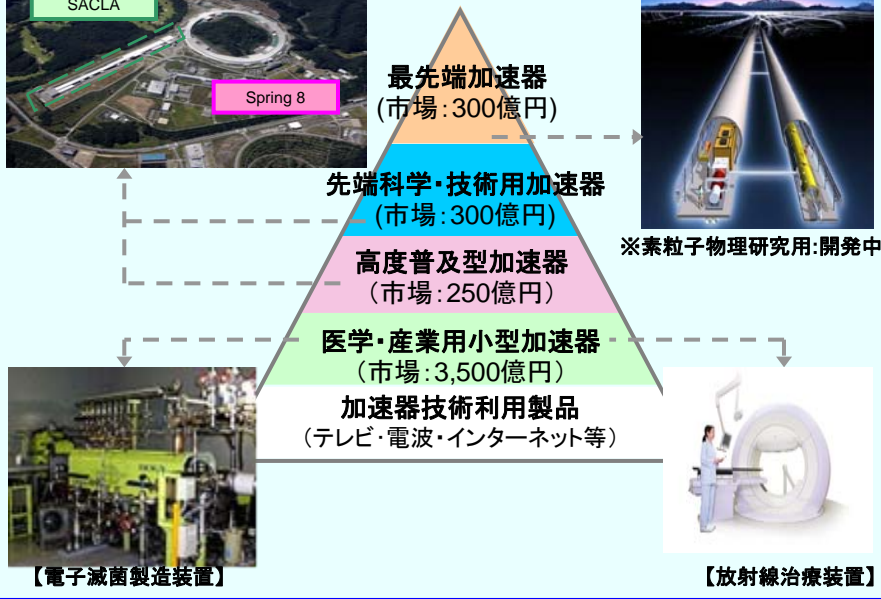 SACLA
Spring 8
最先端加速器
(市場:300億円)
先端科学・技術用加速器
(市場:300億円)
※素粒子物理研究用:開発中
高度普及型加速器
（市場:250億円）
医学・産業用小型加速器
（市場:3,500億円）
加速器技術利用製品
（テレビ・電波・インターネット等）
【電子滅菌製造装置】
【放射線治療装置】